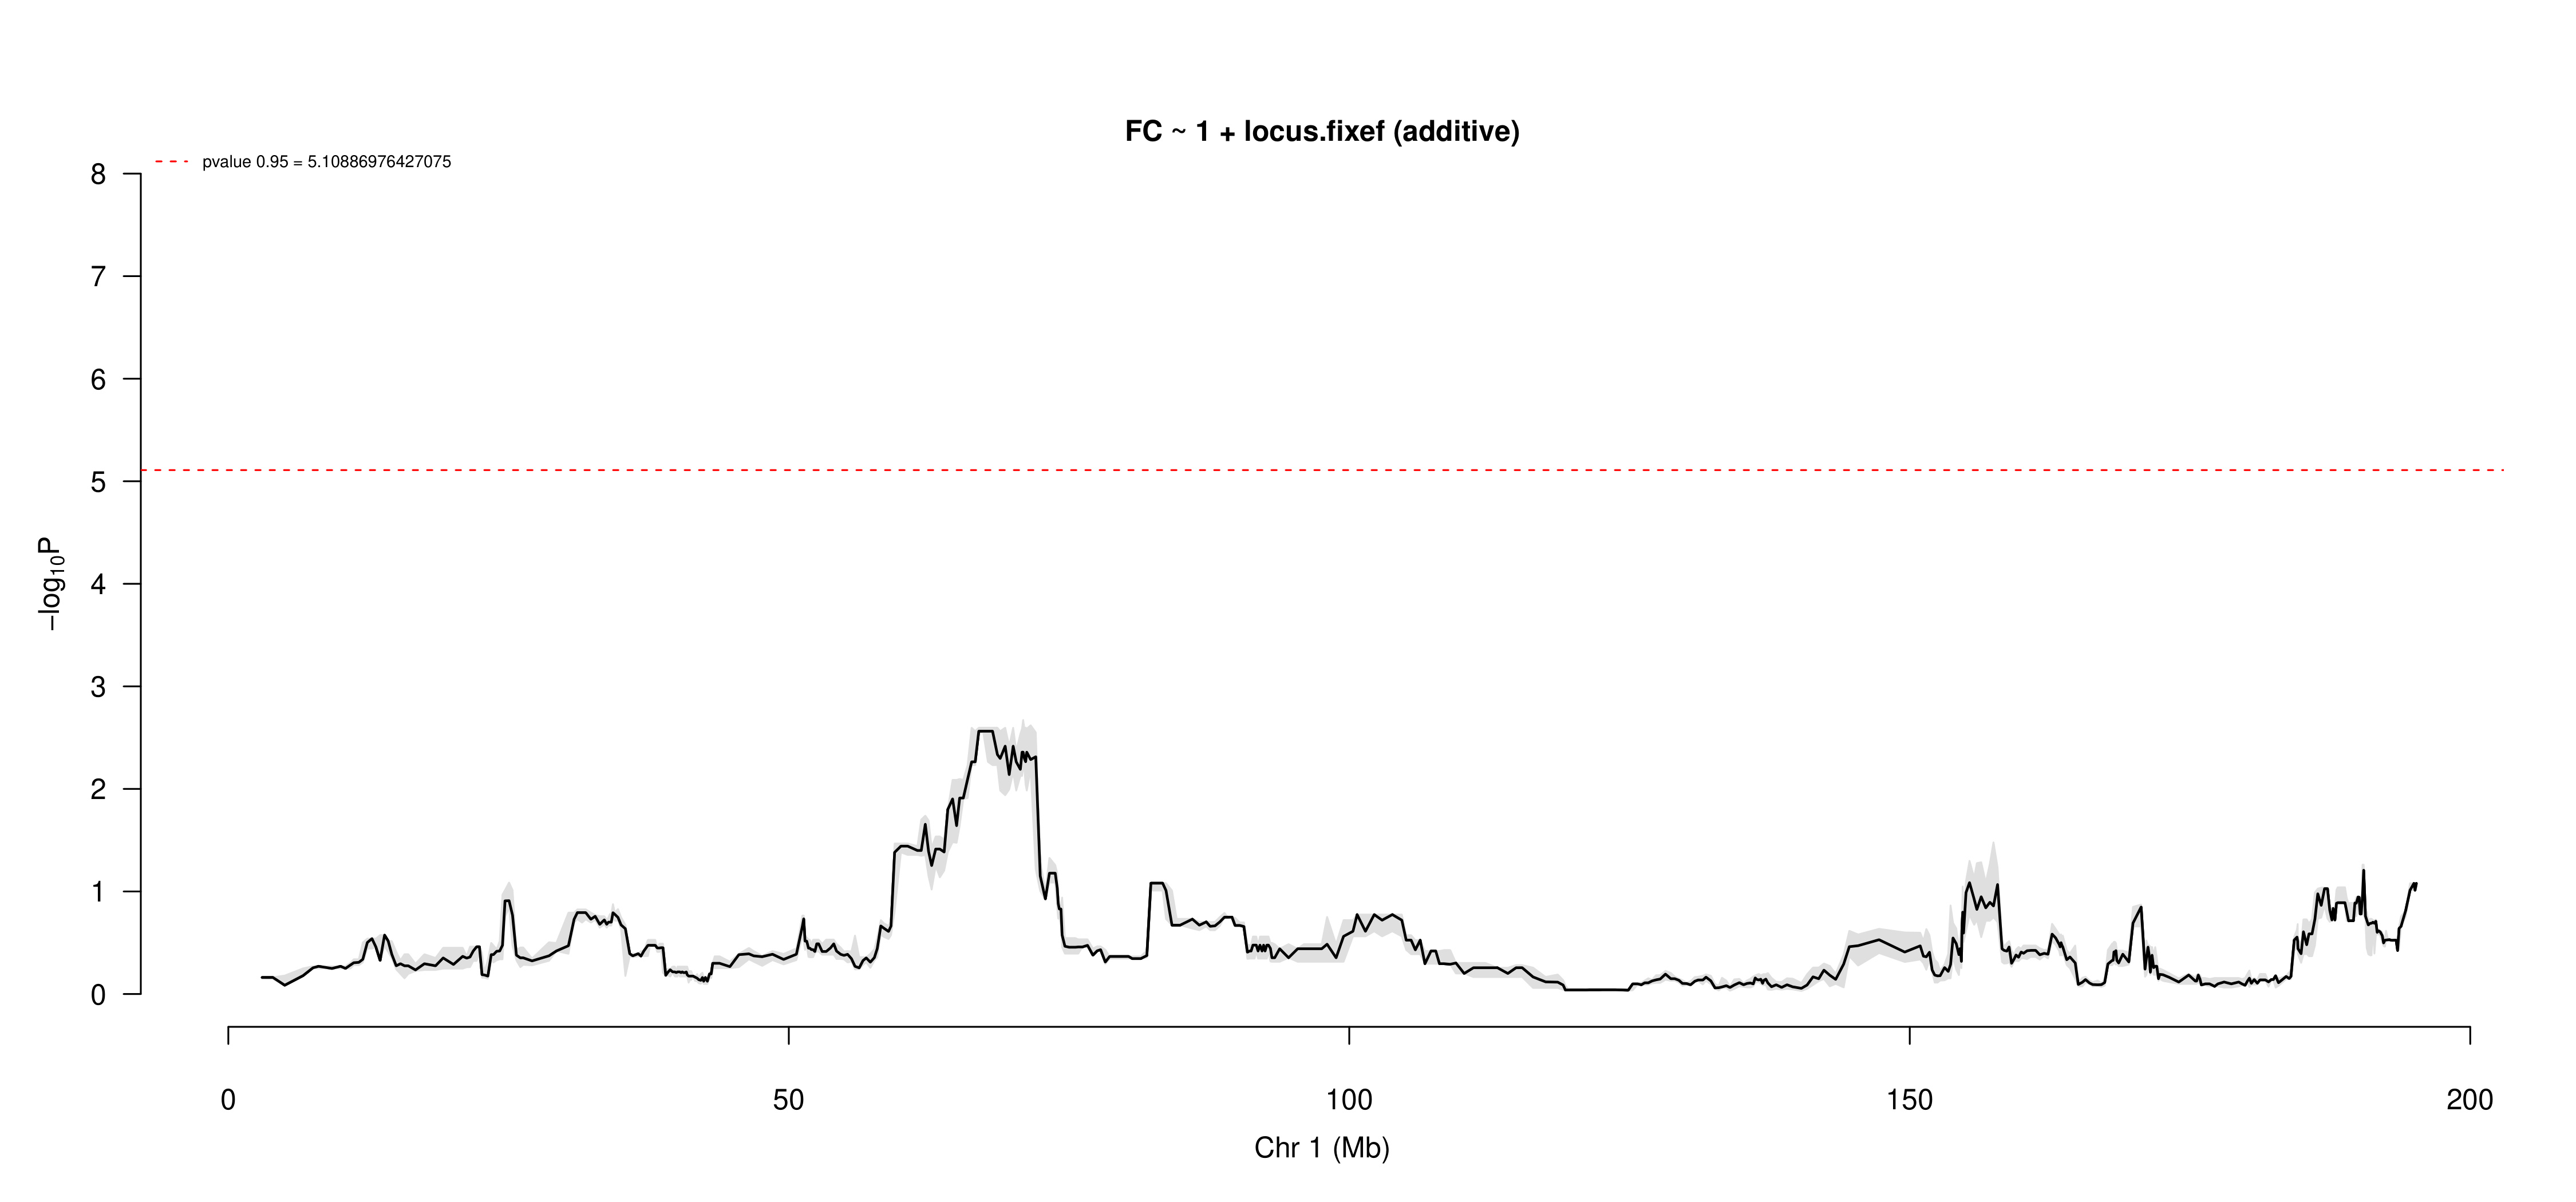 FC ~ 1 + locus.fixef (additive)
pvalue 0.95 = 5.10886976427075
8
7
6
5
4
3
2
1
0
−log₁₀P
0 50 100 150 200
Chr 1 (Mb)